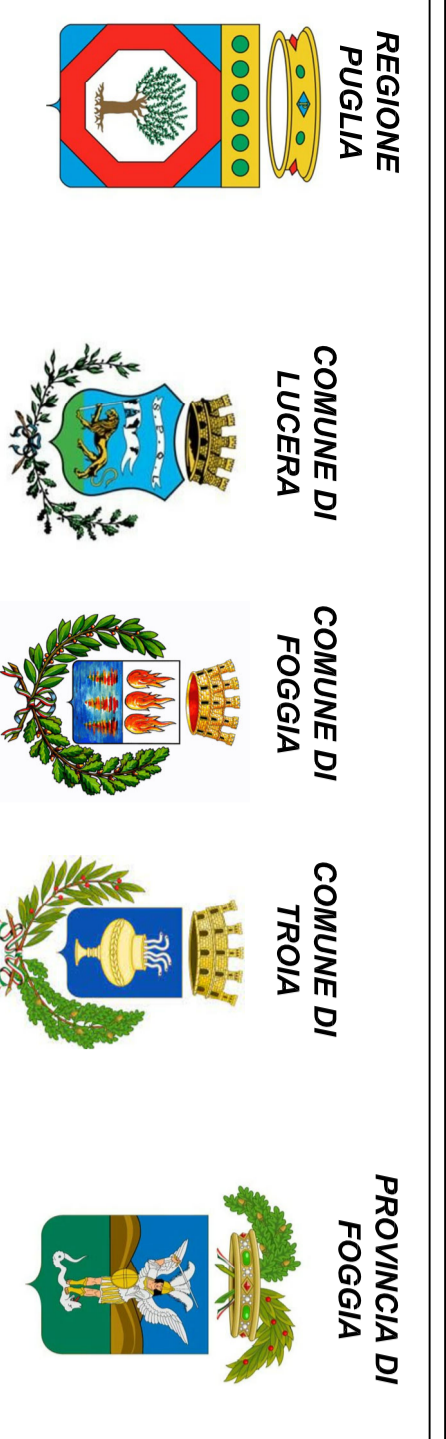 REGIONE
PUGLIA
COMUNE DI
LUCERA
COMUNE DI
FOGGIA
COMUNE DI
TROIA
PROVINCIA DI
FOGGIA